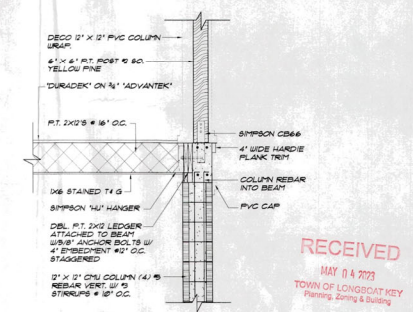 DECO 12" X 12" PVC COLUMN
WRAP.
6" X 6" P.T. POST #2 SO.
YELLOW PINE
"DURADEK" ON 3/4" "ADVANTEK"
P.T. 2X12'S @ 16" O.C.
SIMPSON CB66
4" WIDE HARDIE
PLANK TRIM
1X6 STAINED T&G
COLUMN REBAR
INTO BEAM
SIMPSON "HU" HANGER
PVC CAP
DBL. P.T. 2X12 LEDGER
ATTACHED TO BEAM
W/5/8" ANCHOR BOLTS W/
4" EMBEDMENT @12" O.C.
STAGGERED
12" X 12" CMU COLUMN (4) #5
REBAR VERT. W/ #3
STIRRUPS @ 10" O.C.
RECEIVED
MAY 04 2023
TOWN OF LONGBOAT KEY
Planning, Zoning & Building